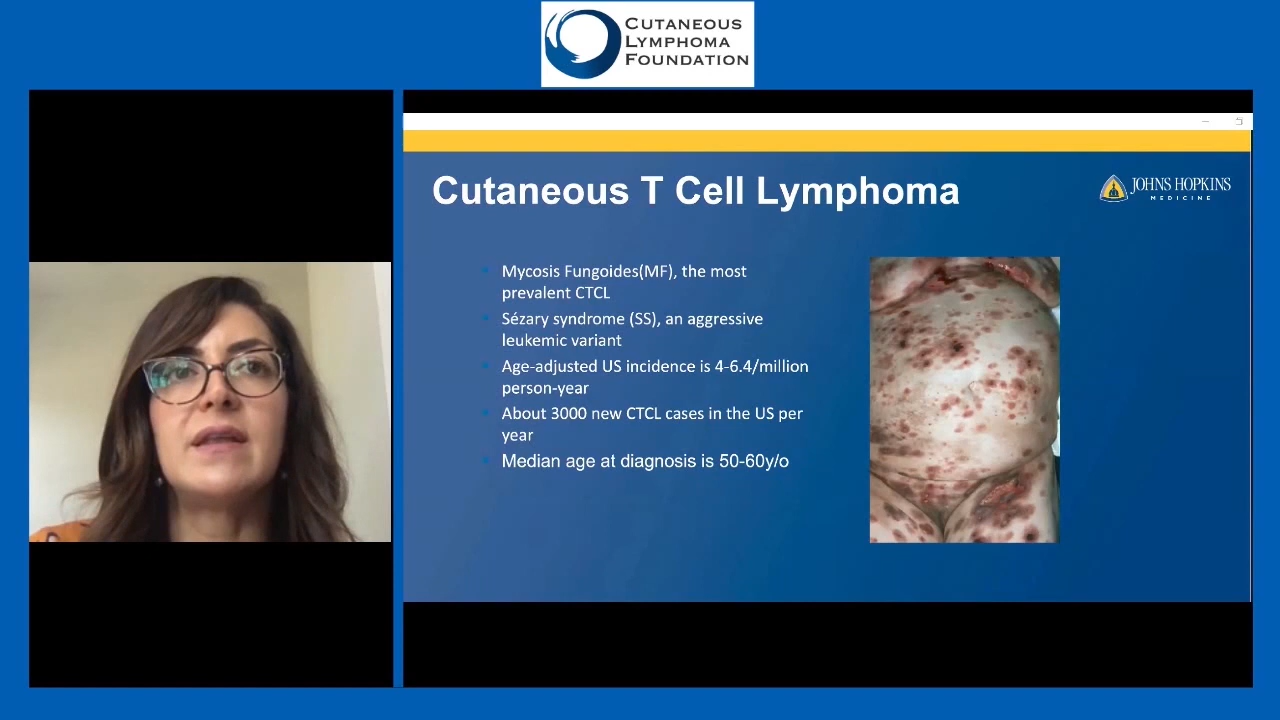 CUTANEOUS
LYMPHOMA
FOUNDATION
Cutaneous T Cell Lymphoma
JOHNS HOPKINS
MEDICINE
Mycosis Fungoides(MF), the most
prevalent CTCL
Sézary syndrome (SS), an aggressive
leukemic variant
Age-adjusted US incidence is 4-6.4/million
person-year
About 3000 new CTCL cases in the US per
year
Median age at diagnosis is 50-60y/o